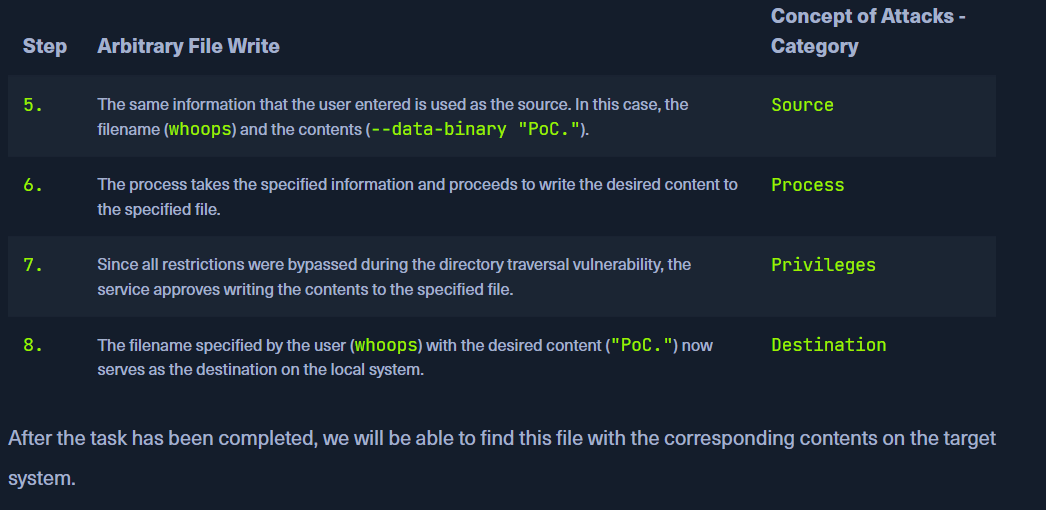 Concept of Attacks -
Step Arbitrary File Write Category
5. The same information that the user entered is used as the source. In this case, the Source
filename (whoops) and the contents (--data-binary "PoC.").
6. The process takes the specified information and proceeds to write the desired content to Process
the specified file.
7. Since all restrictions were bypassed during the directory traversal vulnerability, the Privileges
service approves writing the contents to the specified file.
8. The filename specified by the user (whoops) with the desired content ("PoC.") now Destination
serves as the destination on the local system.
After the task has been completed, we will be able to find this file with the corresponding contents on the target
system.